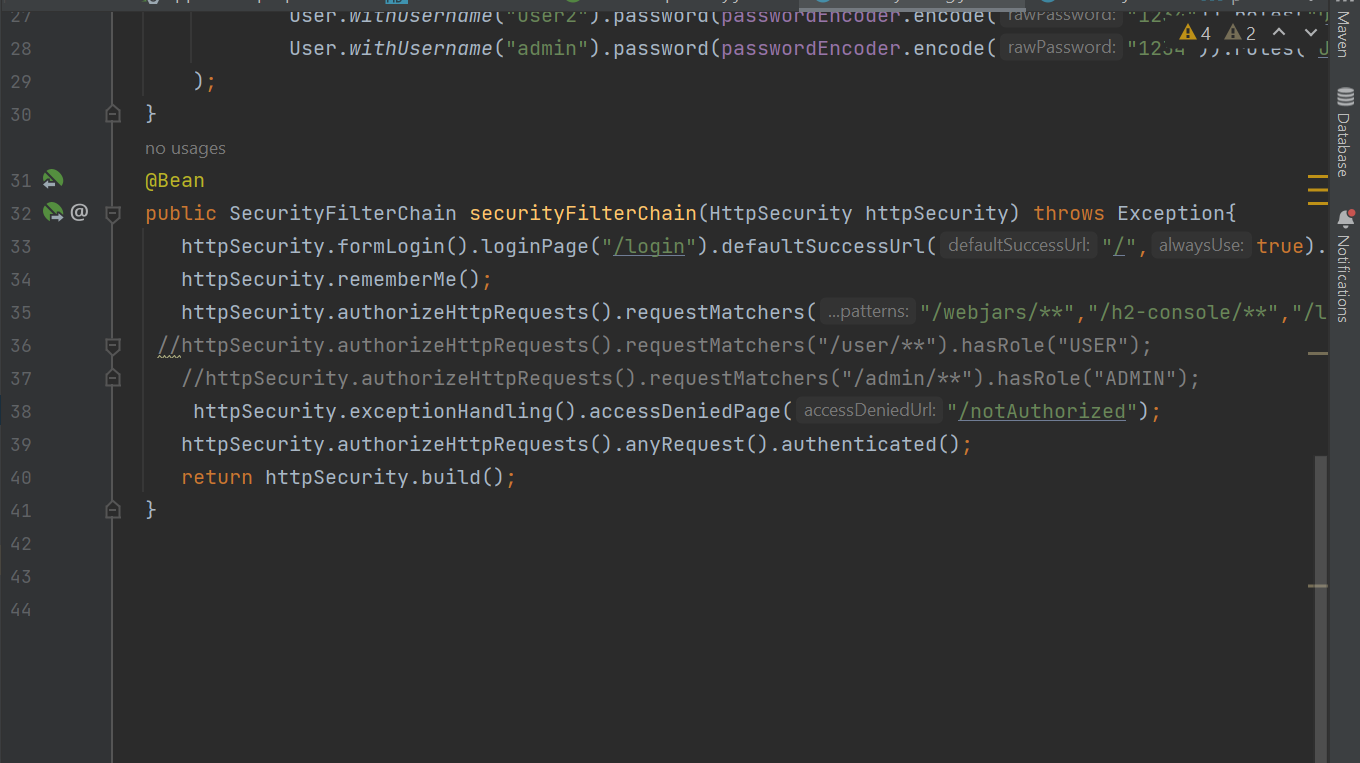 27 User.withUsername("user2").password(passwordEncoder.encode( rawPassword: "123
28 User.withUsername("admin").password(passwordEncoder.encode( rawPassword: "1234")).roles(
4 2
29 );
30 }
no usages
31 @Bean
32 @ public SecurityFilterChain securityFilterChain(HttpSecurity httpSecurity) throws Exception{
33 httpSecurity.formLogin().loginPage("/login").defaultSuccessUrl( defaultSuccessUrl: "/", alwaysUse: true).
34 httpSecurity.rememberMe();
35 httpSecurity.authorizeHttpRequests().requestMatchers( ...patterns: "/webjars/**","/h2-console/**","/l
36 //httpSecurity.authorizeHttpRequests().requestMatchers("/user/**").hasRole("USER");
37 //httpSecurity.authorizeHttpRequests().requestMatchers("/admin/**").hasRole("ADMIN");
38 httpSecurity.exceptionHandling().accessDeniedPage( accessDeniedUrl: "/notAuthorized");
39 httpSecurity.authorizeHttpRequests().anyRequest().authenticated();
40 return httpSecurity.build();
41 }
42
43
44
Maven
Database
Notifications